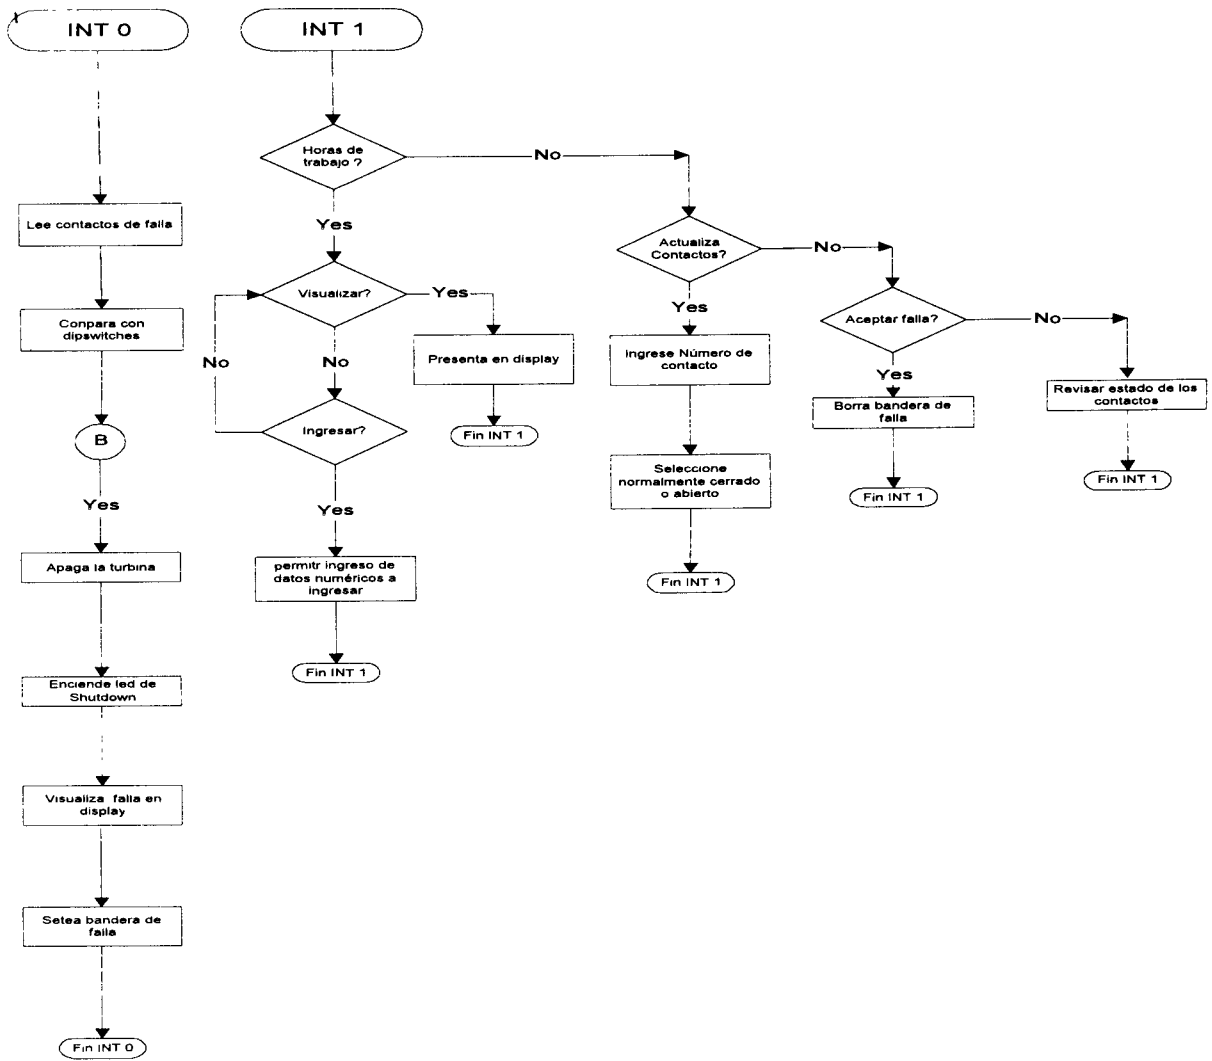 INT 0
Lee contactos de falla
Conpara con
dipswitches
B
Yes
Apaga la turbina
Enciende led de
Shutdown
Visualiza falla en
display
Setea bandera de
falla
Fin INT 0
INT 1
Horas de
trabajo ?
No
Yes
Visualizar?
Yes
Presenta en display
Fin INT 1
No
No
Ingresar?
Yes
permitr ingreso de
datos numéricos a
ingresar
Fin INT 1
Actualiza
Contactos?
No
Yes
Ingrese Número de
contacto
Seleccione
normalmente cerrado
o abierto
Fin INT 1
Aceptar falla?
No
Yes
Borra bandera de
falla
Fin INT 1
Revisar estado de los
contactos
Fin INT 1